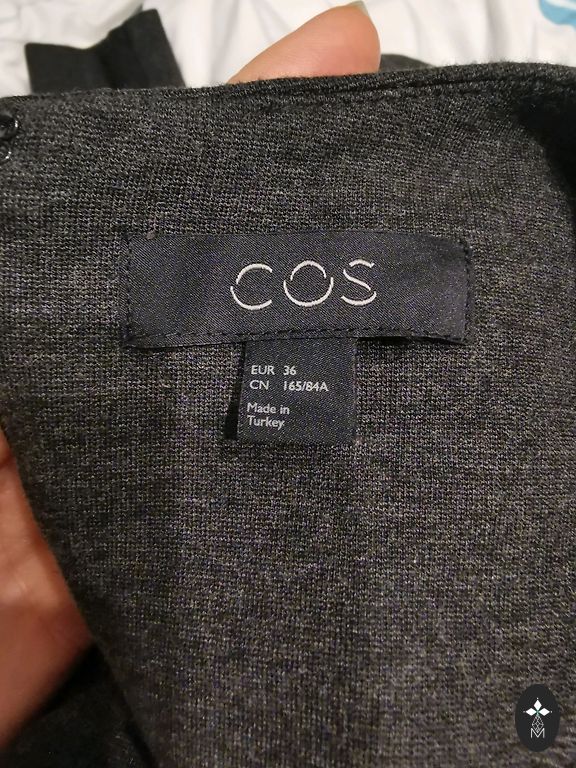 COS
EUR 36
CN 165/84A
Made in
Turkey
M